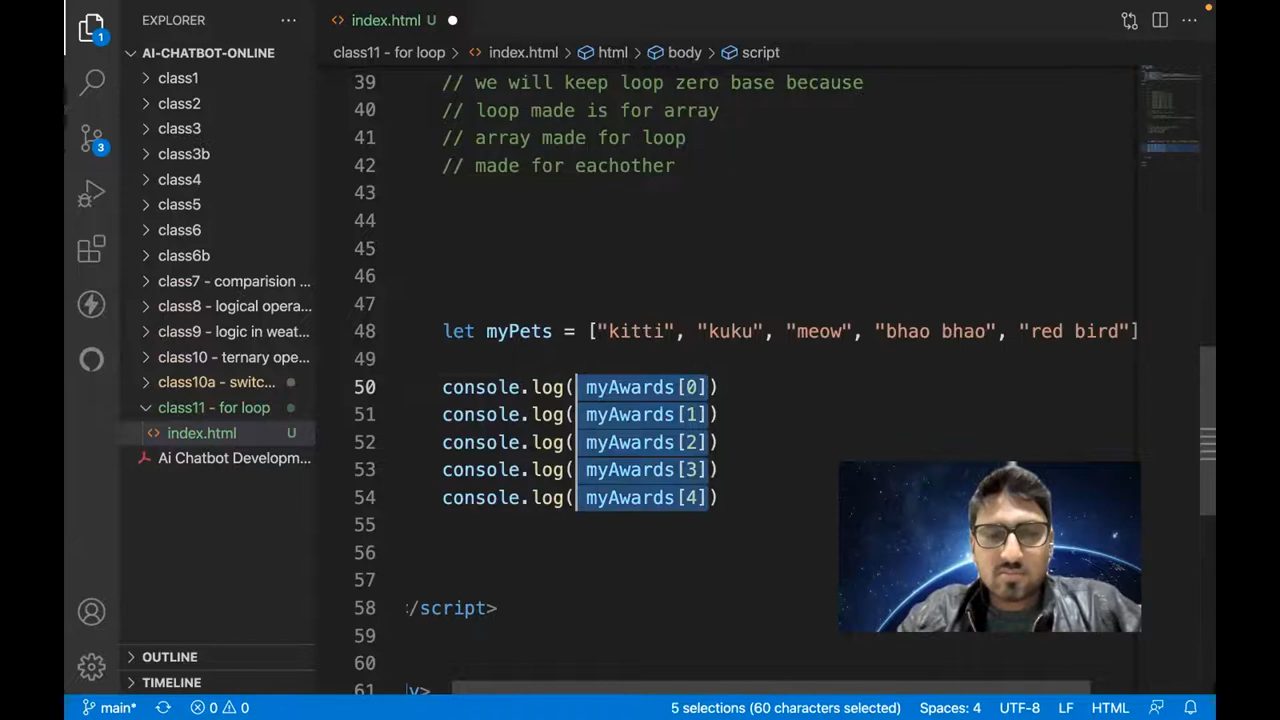 EXPLORER
index.html U
AI-CHATBOT-ONLINE
class11 - for loop > index.html > html > body > script
class1
class2
class3
class3b
class4
class5
class6
class6b
class7 - comparision ...
class8 - logical opera...
class9 - logic in weat...
class10 - ternary ope...
class10a - switc...
class11 - for loop
index.html U
Ai Chatbot Developm...
OUTLINE
TIMELINE
1
3
39 // we will keep loop zero base because
40 // loop made is for array
41 // array made for loop
42 // made for eachother
43
44
45
46
47
48 let myPets = ["kitti", "kuku", "meow", "bhao bhao", "red bird"]
49
50 console.log( myAwards[0])
51 console.log( myAwards[1])
52 console.log( myAwards[2])
53 console.log( myAwards[3])
54 console.log( myAwards[4])
55
56
57
58 /script>
59
60
61 y>
main* 0 0 5 selections (60 characters selected) Spaces: 4 UTF-8 LF HTML